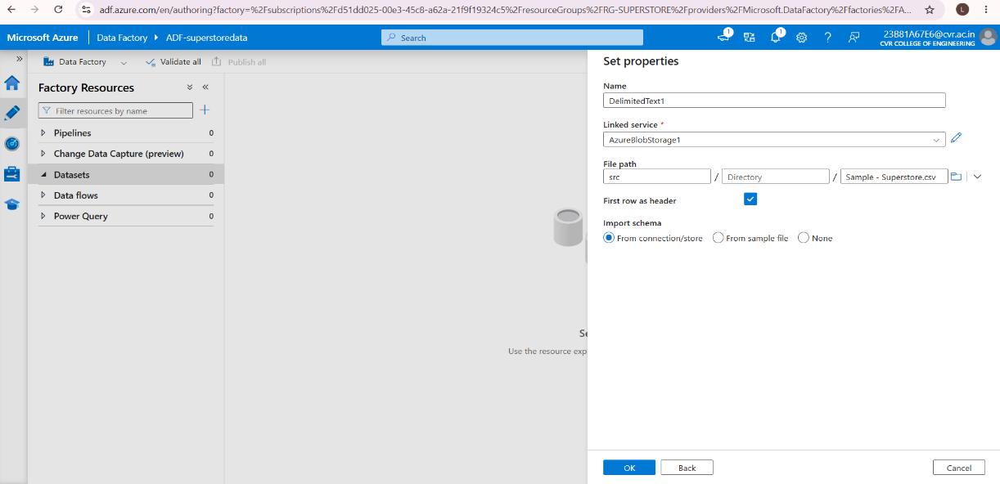 adf.azure.com/en/authoring?factory=%2Fsubscriptions%2Fd51dd025-00e3-45c8-a62a-21f9f19324c5%2FresourceGroups%2FRG-SUPERSTORE%2Fproviders%2FMicrosoft.DataFactory%2Ffactories%2FA...
L
Microsoft Azure
Data Factory
ADF-superstoredata
Search
1
1
?
23B81A67E6@cvr.ac.in
CVR COLLEGE OF ENGINEERING
Data Factory
Validate all
Publish all
Factory Resources
Filter resources by name
Pipelines 0
Change Data Capture (preview) 0
Datasets 0
Data flows 0
Power Query 0
Se
Use the resource exp
Set properties
Name
DelimitedText1
Linked service *
AzureBlobStorage1
File path
src / Directory / Sample - Superstore.csv
First row as header
Import schema
From connection/store From sample file None
OK Back Cancel